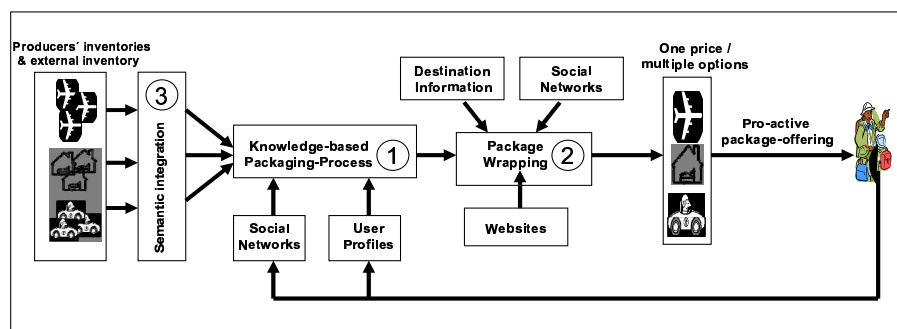 Producers´ inventories
& external inventory
3
Semantic integration
Knowledge-based
Packaging-Process
1
Social
Networks
User
Profiles
Destination
Information
Social
Networks
Package
Wrapping
2
Websites
One price /
multiple options
Pro-active
package-offering